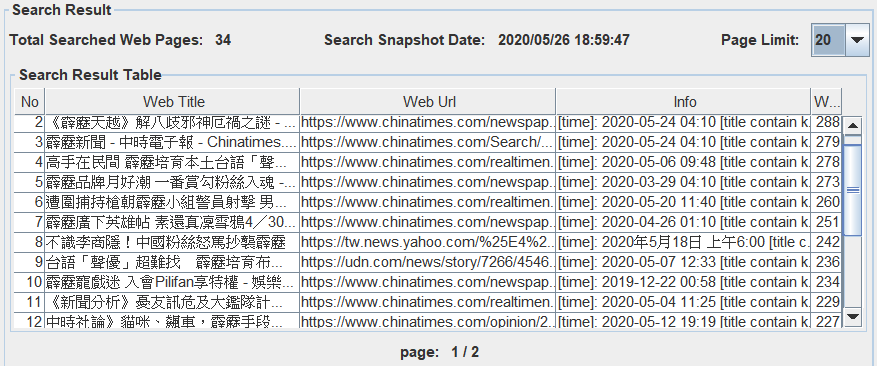 Search Result
Total Searched Web Pages: 34 Search Snapshot Date: 2020/05/26 18:59:47 Page Limit: 20
Search Result Table
No Web Title Web Url Info W...
2 《霹靂天越》解八歧邪神厄禍之謎 - ... https://www.chinatimes.com/newspap... [time]: 2020-05-24 04:10 [title contain k... 288
3 霹靂新聞 - 中時電子報 - Chinatimes.... https://www.chinatimes.com/Search/... [time]: 2020-05-24 04:10 [title contain k... 279
4 高手在民間 霹靂培育本土台語「聲... https://www.chinatimes.com/realtimen... [time]: 2020-05-06 09:48 [title contain k... 278
5 霹靂品牌月好潮 一番賞勾粉絲入魂 -... https://www.chinatimes.com/newspap... [time]: 2020-03-29 04:10 [title contain k... 273
6 遭圍捕持槍朝霹靂小組警員射擊 男... https://www.chinatimes.com/realtimen... [time]: 2020-05-20 11:40 [title contain k... 260
7 霹靂廣下英雄帖 素還真凜雪鴉4／30... https://www.chinatimes.com/newspap... [time]: 2020-04-26 01:10 [title contain k... 251
8 不識李商隱！中國粉絲怒罵抄襲霹靂 https://tw.news.yahoo.com/%25E4%2... [time]: 2020年5月18日 上午6:00 [title c... 242
9 台語「聲優」超難找　霹靂培育布... https://udn.com/news/story/7266/4546... [time]: 2020-05-07 12:33 [title contain k... 236
10 霹靂寵戲迷 入會Pilifan享特權 - 娛樂... https://www.chinatimes.com/newspap... [time]: 2019-12-22 00:58 [title contain k... 234
11 《新聞分析》憂友訊危及大鑑隊計... https://www.chinatimes.com/realtimen... [time]: 2020-05-04 11:25 [title contain k... 229
12 中時社論》貓咪、飆車，霹靂手段... https://www.chinatimes.com/opinion/2... [time]: 2020-05-12 19:19 [title contain k... 227
page: 1 / 2